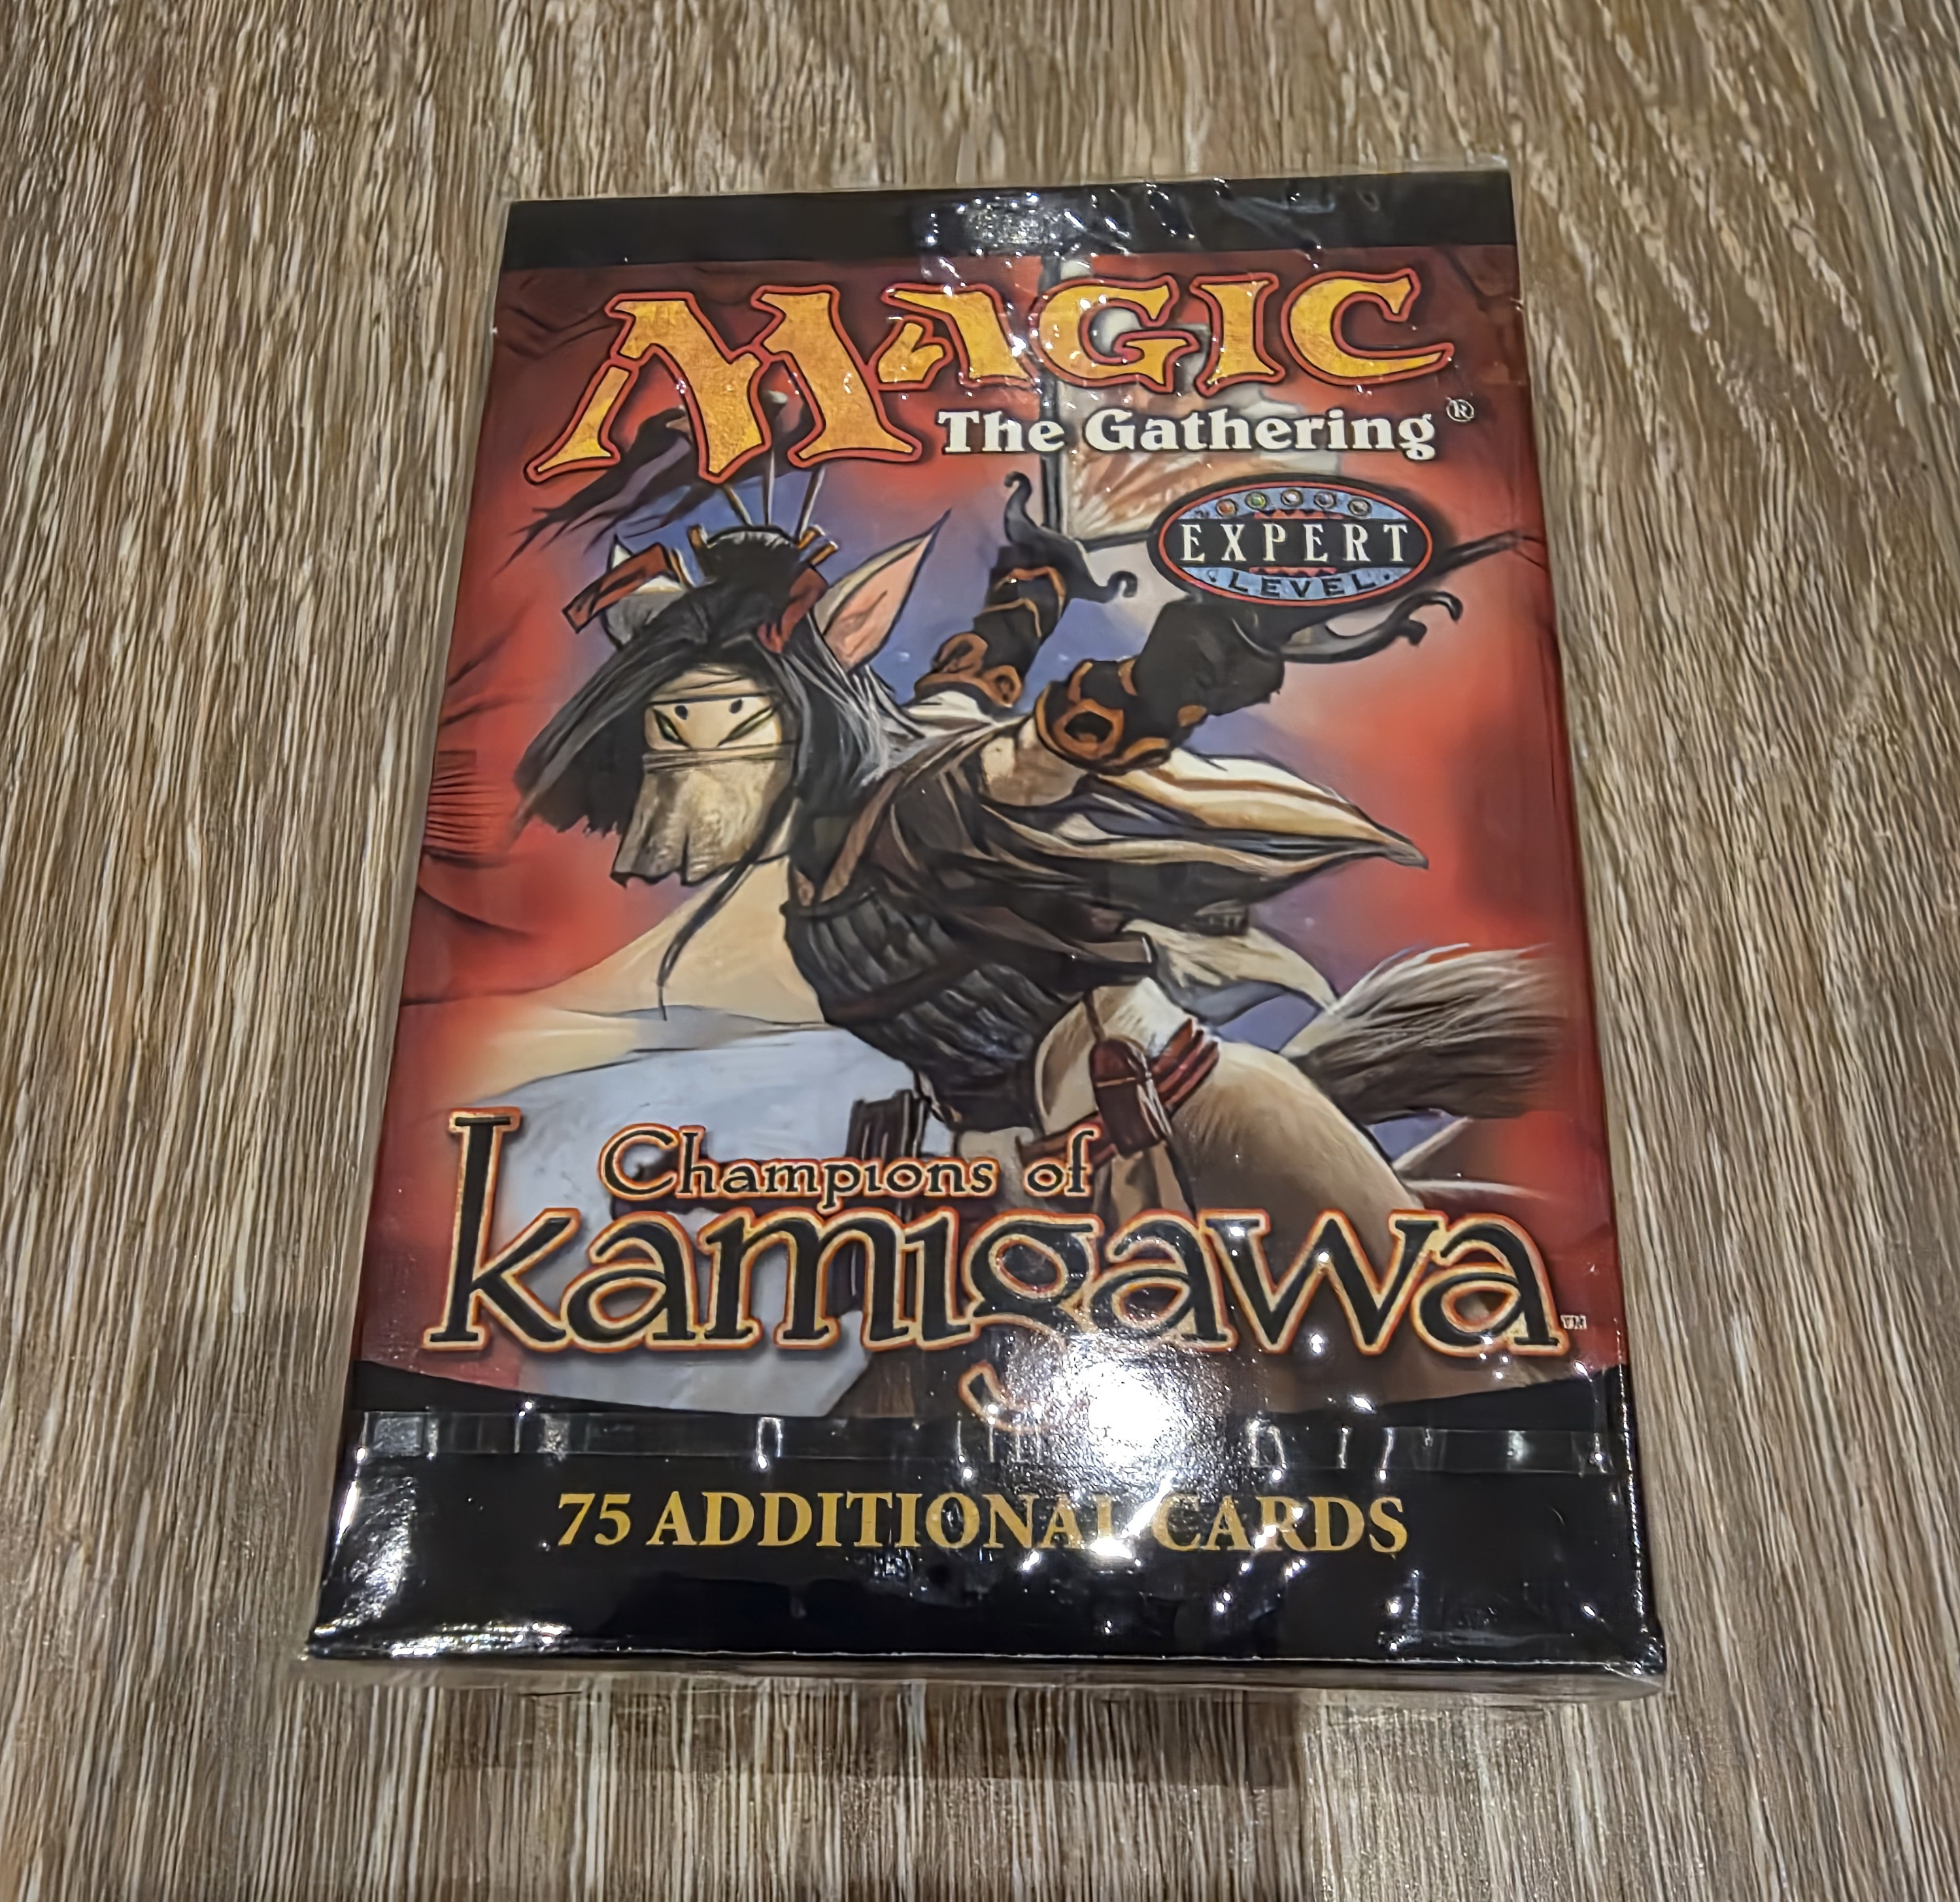 MAGIC
The Gathering®
EXPERT
LEVEL
Champions of
Kamigawa™
75 ADDITIONAL CARDS